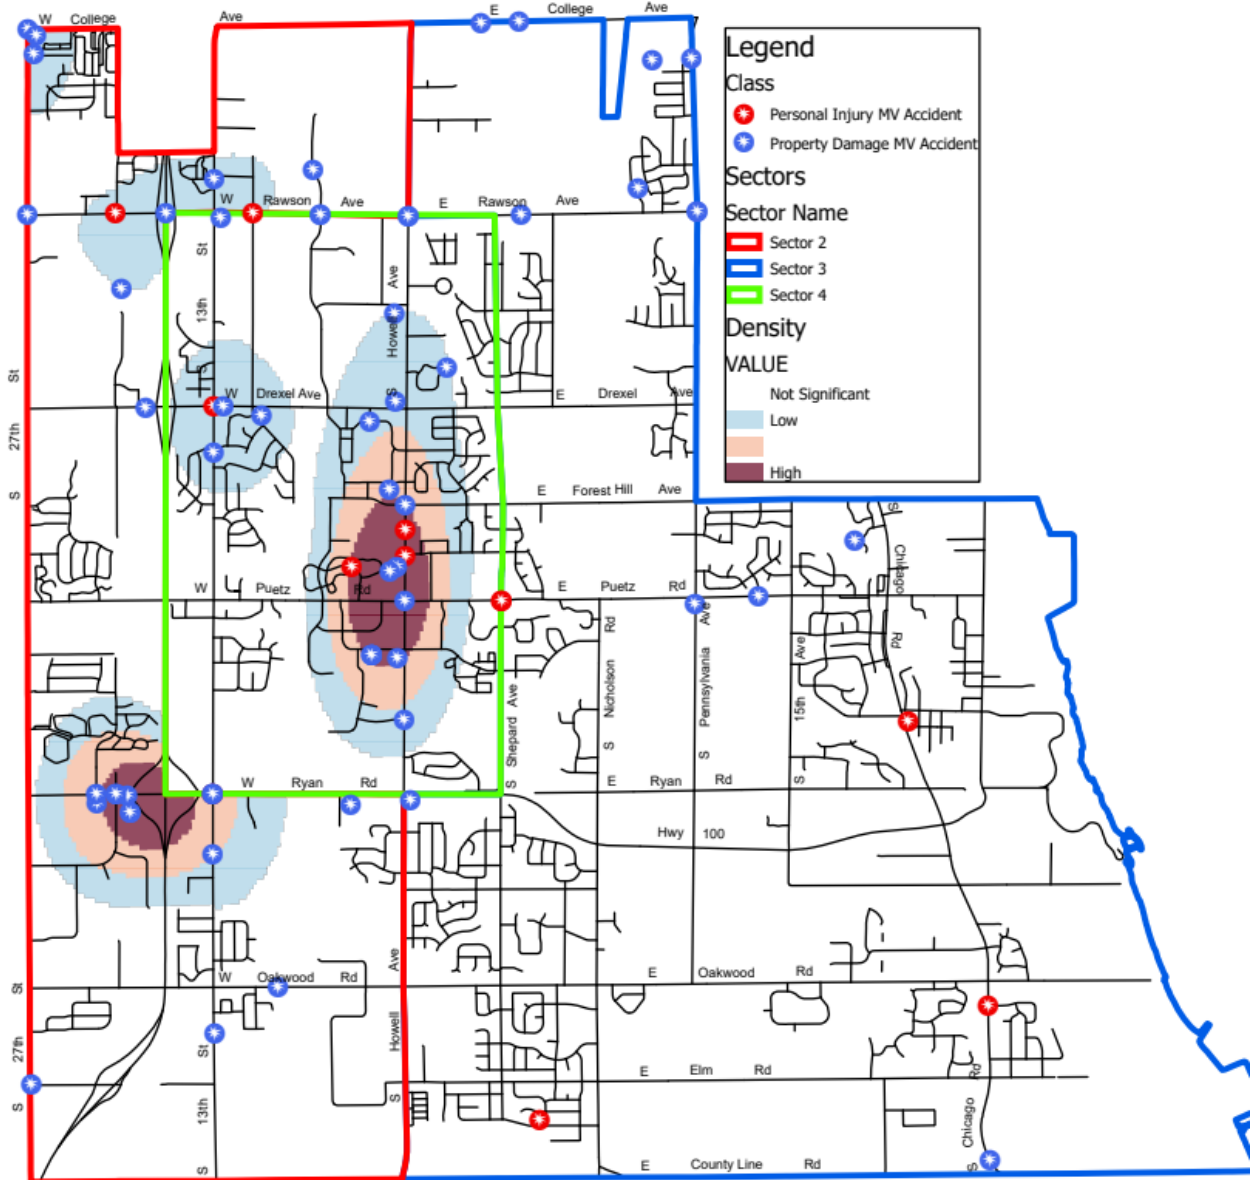 W College Ave E College Ave
Legend
Class
Personal Injury MV Accident
Property Damage MV Accident
Sectors
Sector Name
Sector 2
Sector 3
Sector 4
Density
VALUE
Not Significant
Low
High
W Rawson Ave E Rawson Ave
13th St
S Howell Ave
S 27th St
W Drexel Ave E Drexel Ave
E Forest Hill Ave
W Puetz Rd E Puetz Rd
S Chicago Rd
S Shepard Ave
S Nicholson Rd
S Pennsylvania Ave
S 15th Ave
W Ryan Rd E Ryan Rd
Hwy 100
W Oakwood Rd E Oakwood Rd
S 27th St
S 13th St
S Howell Ave
E Elm Rd
S Chicago Rd
E County Line Rd